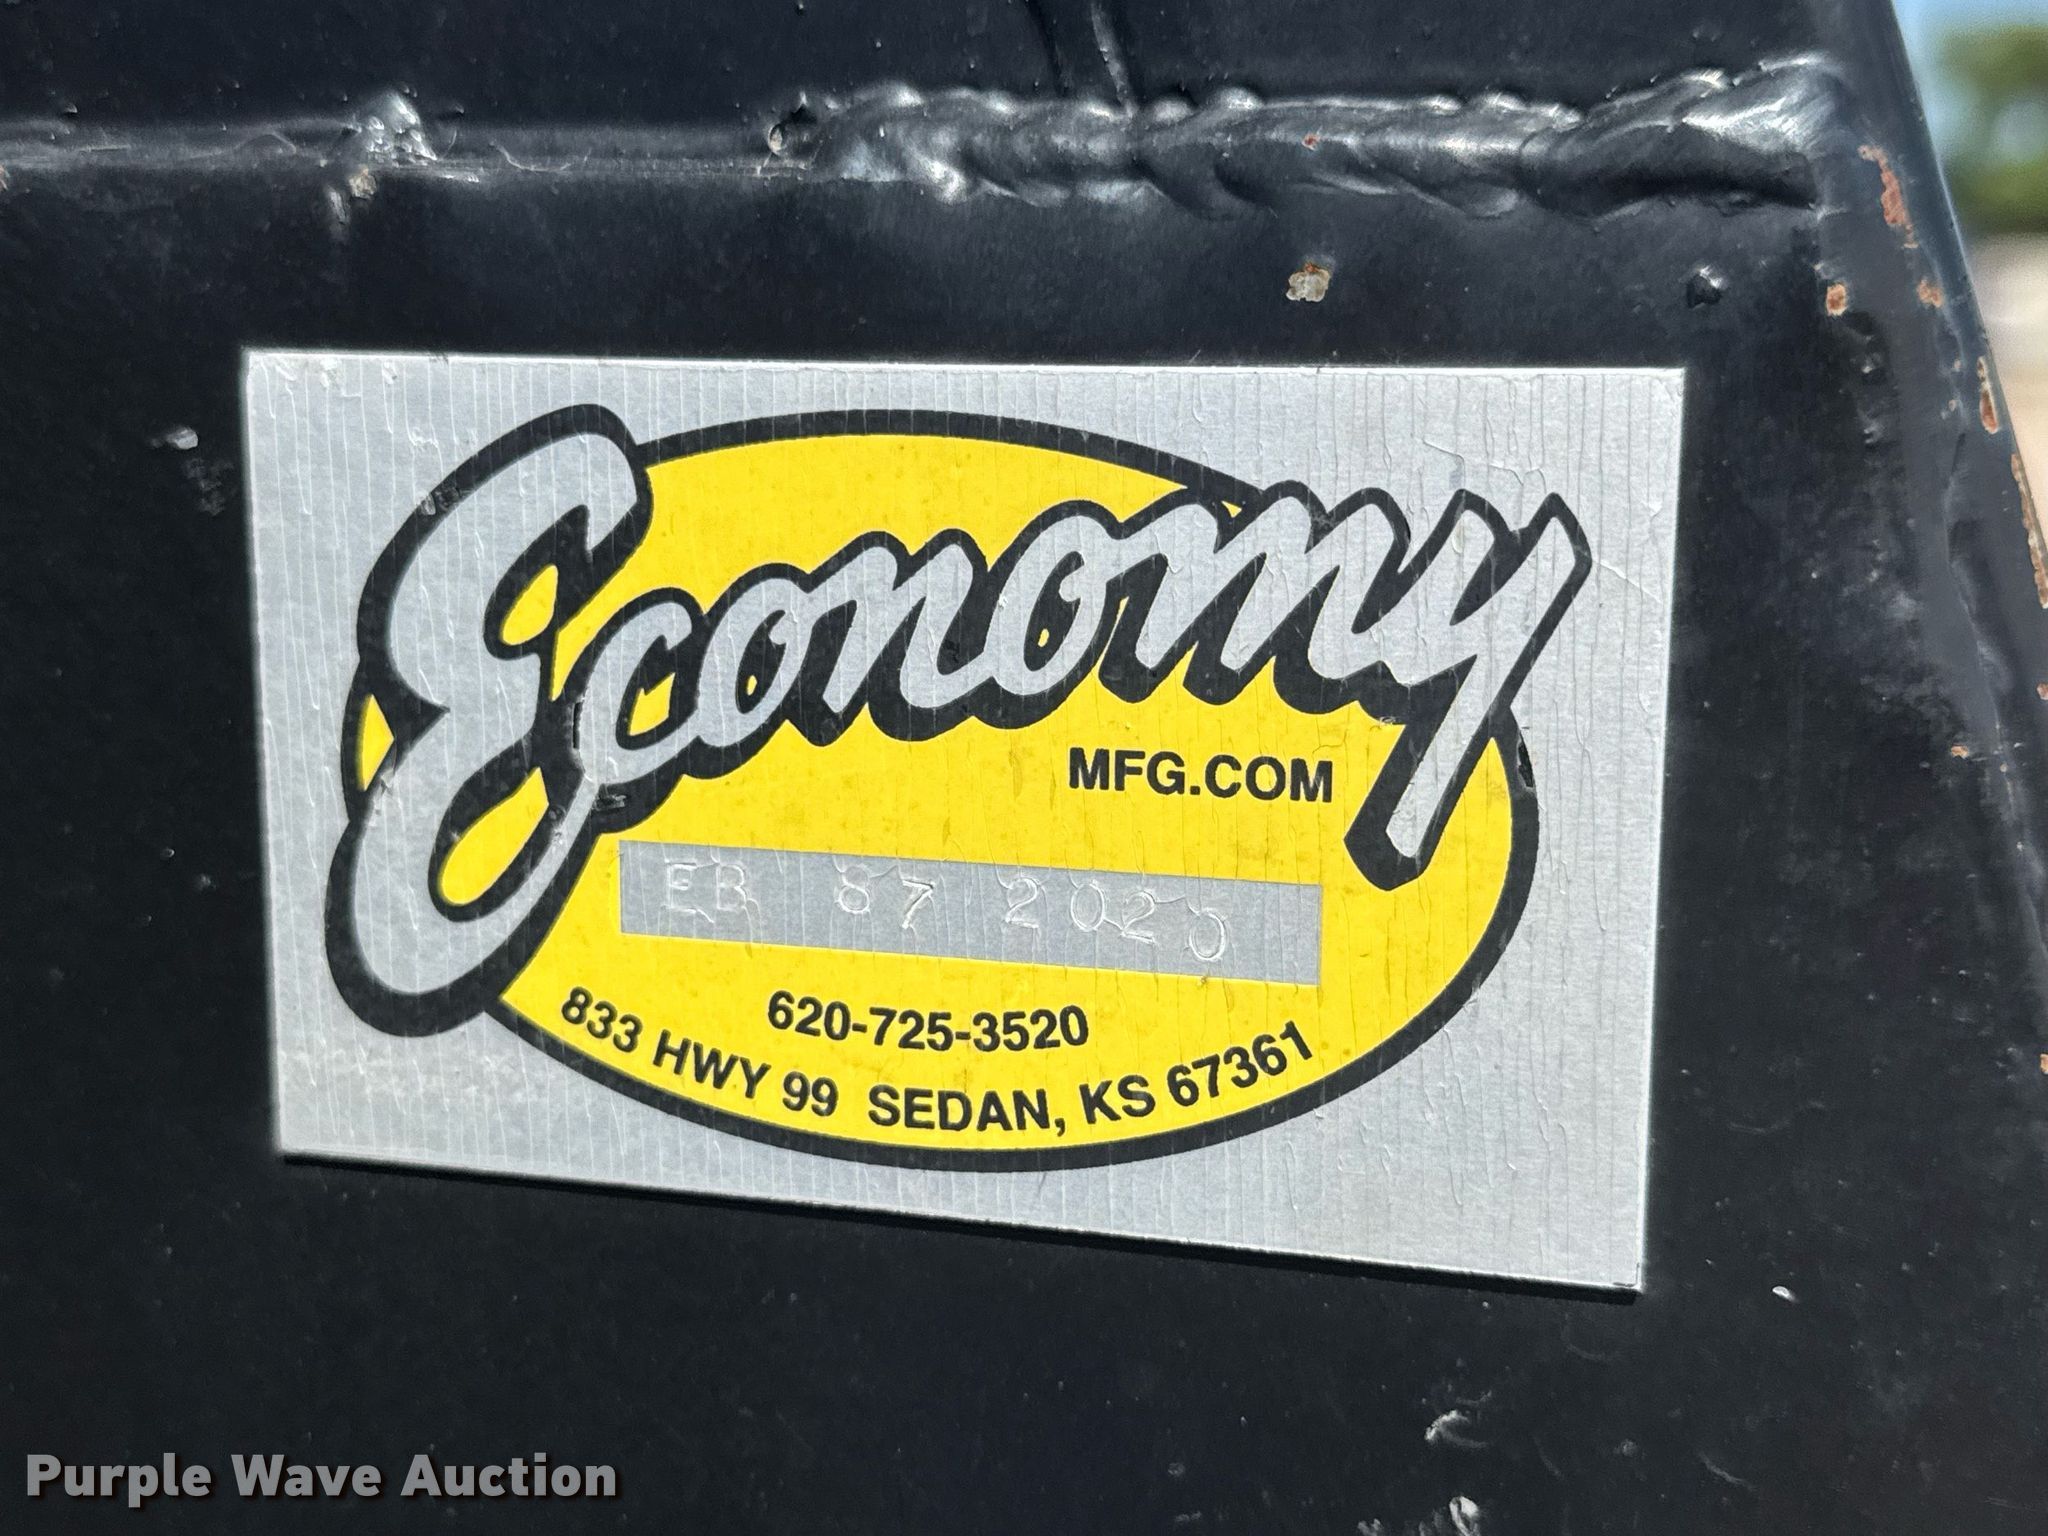 Economy
MFG.COM
EB 87 2020
620-725-3520
833 HWY 99 SEDAN, KS 67361
Purple Wave Auction